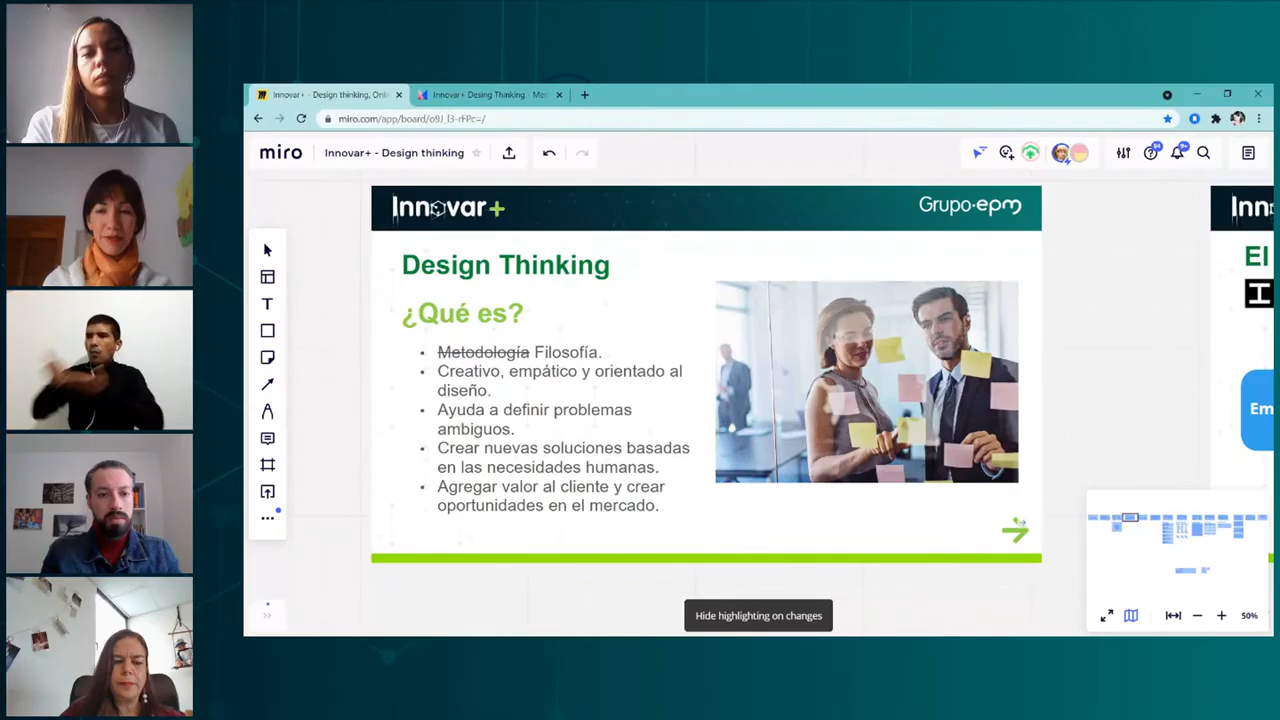 Innovar+ - Design thinking, Onli
Innovar+ Desing Thinking. - Men
miro.com/app/board/o9J_l3-rFPc=/
miro
Innovar+ - Design thinking
Innovar+
Grupo·epm
Inn
Design Thinking
El
¿Qué es?
• Metodología Filosofía.
• Creativo, empático y orientado al
diseño.
• Ayuda a definir problemas
ambiguos.
Em
• Crear nuevas soluciones basadas
en las necesidades humanas.
• Agregar valor al cliente y crear
oportunidades en el mercado.
Hide highlighting on changes
50%